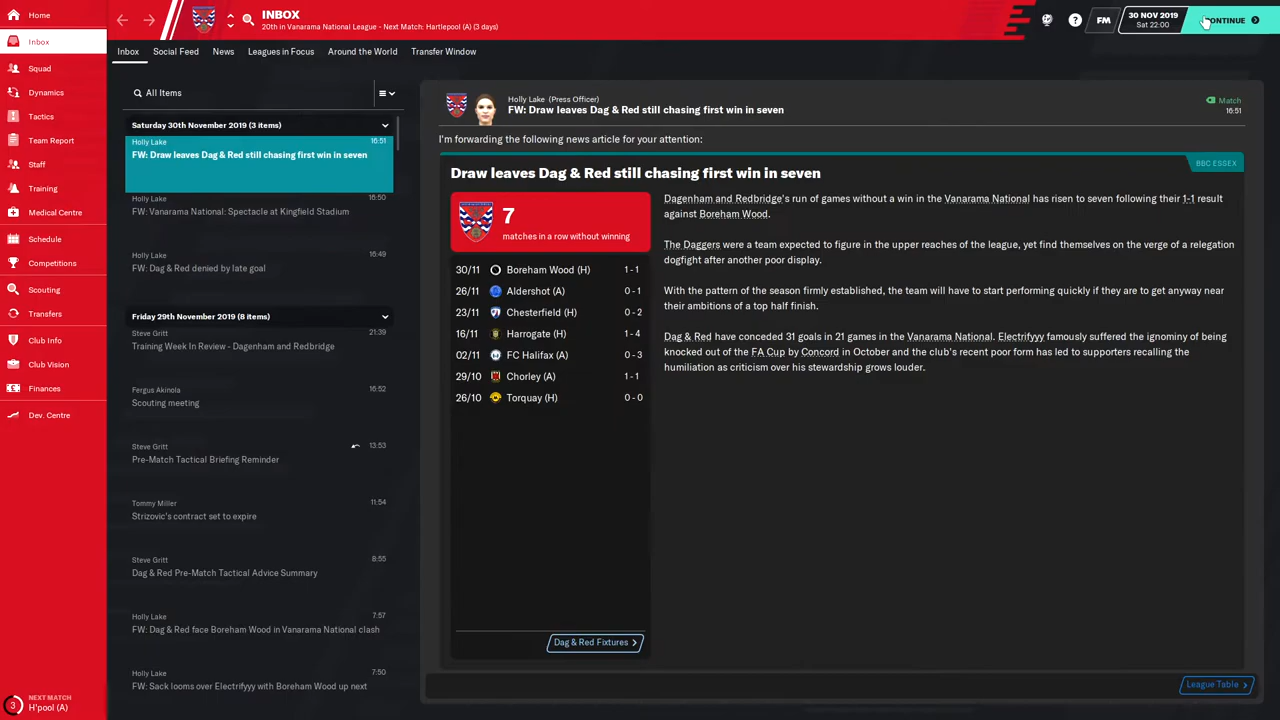 Home
Inbox
Squad
Dynamics
Tactics
Team Report
Staff
Training
Medical Centre
Schedule
Competitions
Scouting
Transfers
Club Info
Club Vision
Finances
Dev. Centre
3
NEXT MATCH
H'pool (A)
INBOX
20th in Vanarama National League - Next Match: Hartlepool (A) (3 days)
?
FM
30 NOV 2019
Sat 22:00
Inbox
Social Feed
News
Leagues in Focus
Around the World
Transfer Window
All Items
Saturday 30th November 2019 (3 items)
Holly Lake 16:51
FW: Draw leaves Dag & Red still chasing first win in seven
Holly Lake 16:50
FW: Vanarama National: Spectacle at Kingfield Stadium
Holly Lake 16:49
FW: Dag & Red denied by late goal
Friday 29th November 2019 (8 items)
Steve Gritt 21:39
Training Week In Review - Dagenham and Redbridge
Fergus Akinola 16:52
Scouting meeting
Steve Gritt 13:53
Pre-Match Tactical Briefing Reminder
Tommy Miller 11:54
Strizovic's contract set to expire
Steve Gritt 8:55
Dag & Red Pre-Match Tactical Advice Summary
Holly Lake 7:57
FW: Dag & Red face Boreham Wood in Vanarama National clash
Holly Lake 7:50
FW: Sack looms over Electrifyyy with Boreham Wood up next
Holly Lake (Press Officer)
FW: Draw leaves Dag & Red still chasing first win in seven
Match
16:51
I'm forwarding the following news article for your attention:
BBC ESSEX
Draw leaves Dag & Red still chasing first win in seven
7
matches in a row without winning
30/11 Boreham Wood (H) 1 - 1
26/11 Aldershot (A) 0 - 1
23/11 Chesterfield (H) 0 - 2
16/11 Harrogate (H) 1 - 4
02/11 FC Halifax (A) 0 - 3
29/10 Chorley (A) 1 - 1
26/10 Torquay (H) 0 - 0
Dag & Red Fixtures
Dagenham and Redbridge's run of games without a win in the Vanarama National has risen to seven following their 1-1 result
against Boreham Wood.
The Daggers were a team expected to figure in the upper reaches of the league, yet find themselves on the verge of a relegation
dogfight after another poor display.
With the pattern of the season firmly established, the team will have to start performing quickly if they are to get anyway near
their ambitions of a top half finish.
Dag & Red have conceded 31 goals in 21 games in the Vanarama National. Electrifyyy famously suffered the ignominy of being
knocked out of the FA Cup by Concord in October and the club's recent poor form has led to supporters recalling the
humiliation as criticism over his stewardship grows louder.
League Table